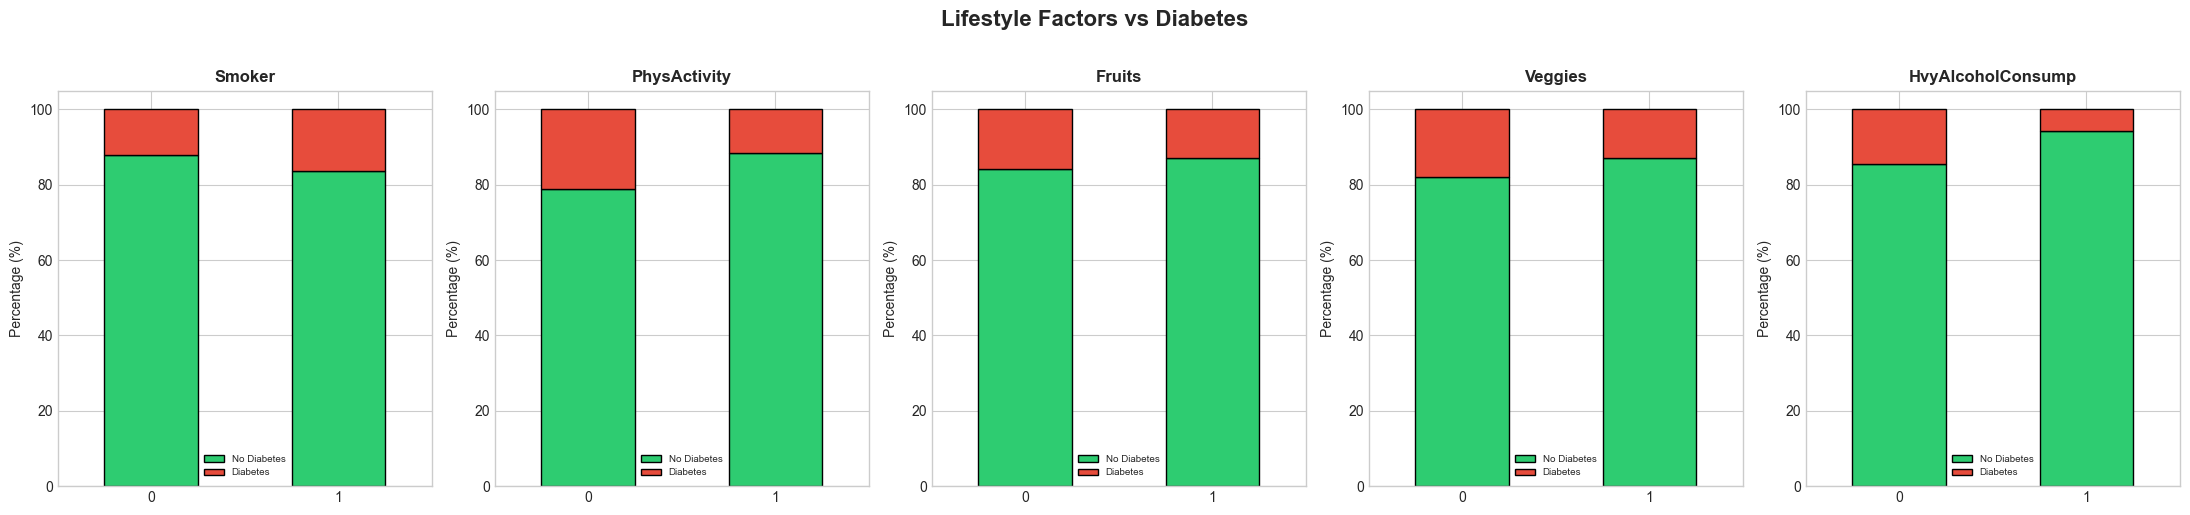 Lifestyle Factors vs Diabetes
Smoker
Percentage (%)
100
80
60
40
20
0
0 1
No Diabetes
Diabetes
PhysActivity
Percentage (%)
100
80
60
40
20
0
0 1
No Diabetes
Diabetes
Fruits
Percentage (%)
100
80
60
40
20
0
0 1
No Diabetes
Diabetes
Veggies
Percentage (%)
100
80
60
40
20
0
0 1
No Diabetes
Diabetes
HvyAlcoholConsump
Percentage (%)
100
80
60
40
20
0
0 1
No Diabetes
Diabetes